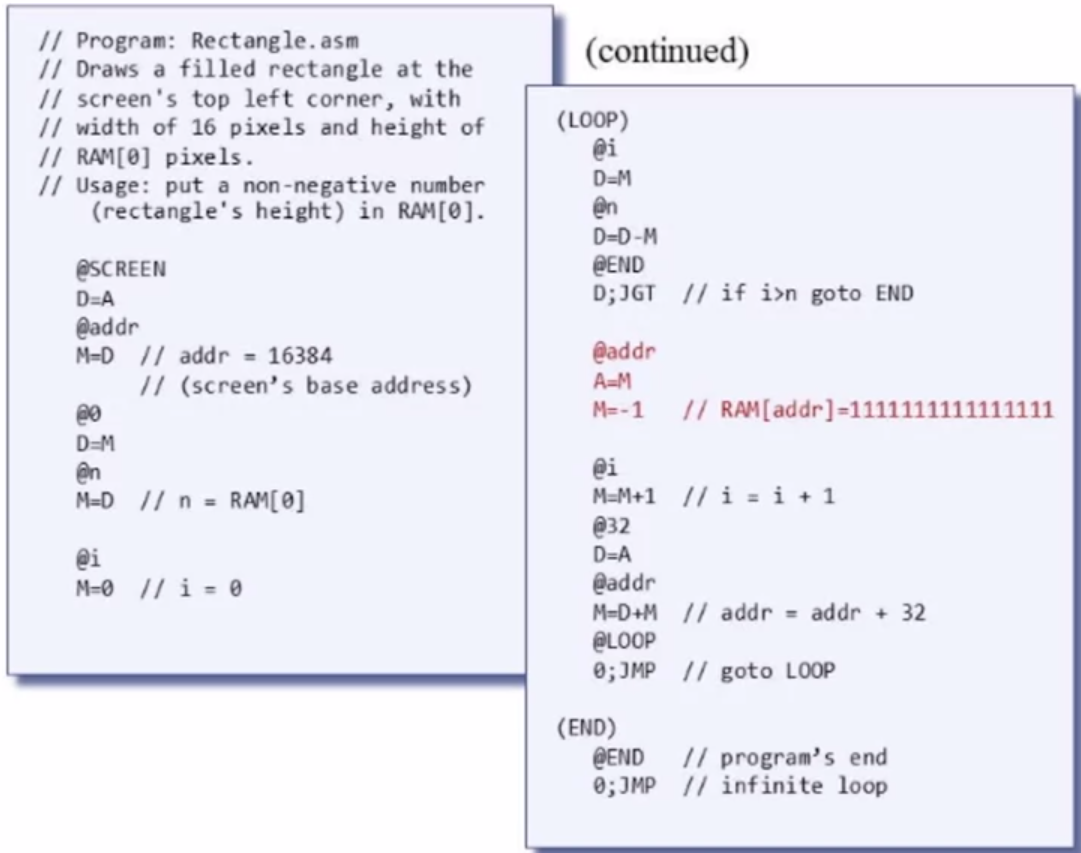 // Program: Rectangle.asm
// Draws a filled rectangle at the
// screen's top left corner, with
// width of 16 pixels and height of
// RAM[0] pixels.
// Usage: put a non-negative number
(rectangle's height) in RAM[0].
@SCREEN
D=A
@addr
M=D // addr = 16384
// (screen’s base address)
@0
D=M
@n
M=D // n = RAM[0]
@i
M=0 // i = 0
(continued)
(LOOP)
@i
D=M
@n
D=D-M
@END
D;JGT // if i>n goto END
@addr
A=M
M=-1 // RAM[addr]=1111111111111111
@i
M=M+1 // i = i + 1
@32
D=A
@addr
M=D+M // addr = addr + 32
@LOOP
0;JMP // goto LOOP
(END)
@END // program’s end
0;JMP // infinite loop